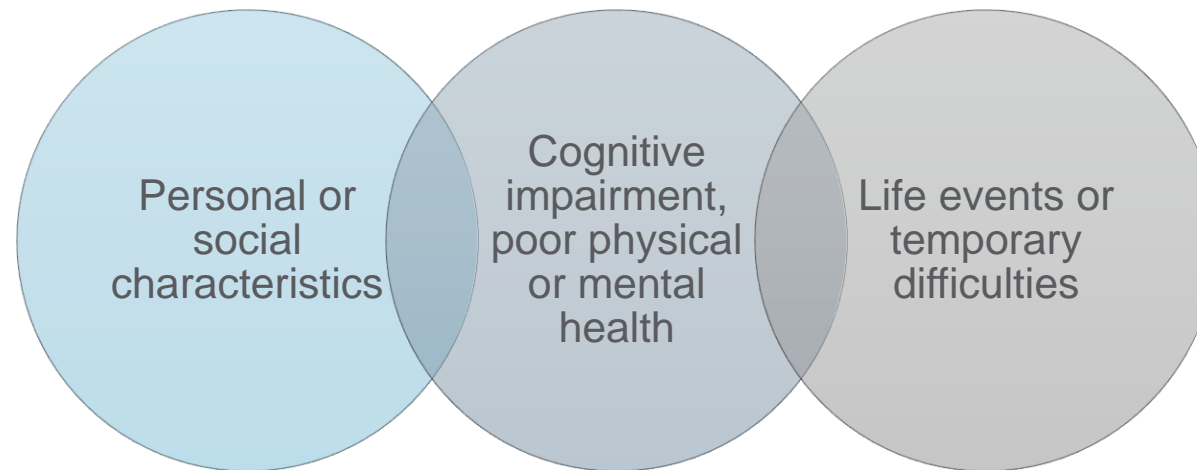 Personal or
social
characteristics
Cognitive
impairment,
poor physical
or mental
health
Life events or
temporary
difficulties